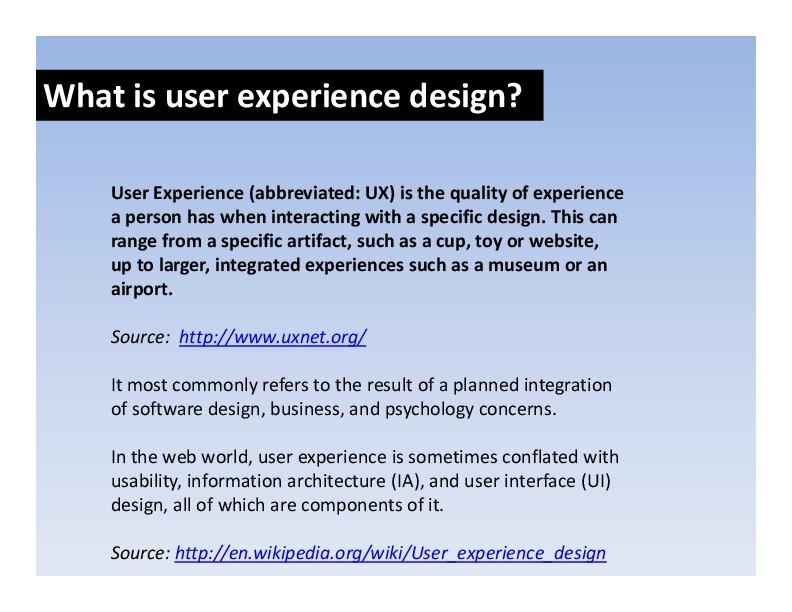 What is user experience design?
User Experience (abbreviated: UX) is the quality of experience
a person has when interacting with a specific design. This can
range from a specific artifact, such as a cup, toy or website,
up to larger, integrated experiences such as a museum or an
airport.
Source:  http://www.uxnet.org/
It most commonly refers to the result of a planned integration
of software design, business, and psychology concerns.
In the web world, user experience is sometimes conflated with
usability, information architecture (IA), and user interface (UI)
design, all of which are components of it.
Source: http://en.wikipedia.org/wiki/User_experience_design